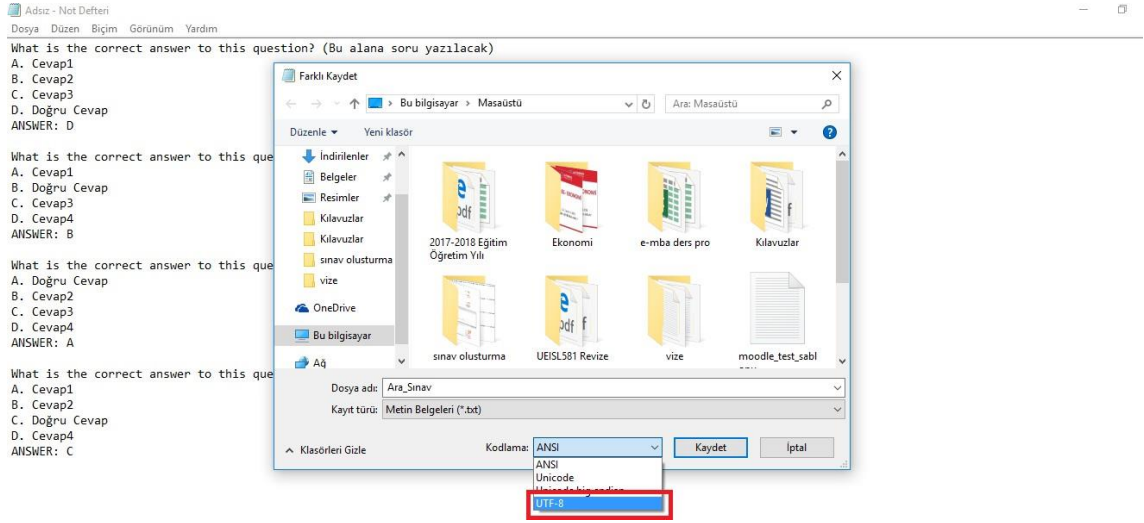 Adsız - Not Defteri
Dosya Düzen Biçim Görünüm Yardım
What is the correct answer to this question? (Bu alana soru yazılacak)
A. Cevap1
B. Cevap2
C. Cevap3
D. Doğru Cevap
ANSWER: D
What is the correct answer to this que
A. Cevap1
B. Doğru Cevap
C. Cevap3
D. Cevap4
ANSWER: B
What is the correct answer to this que
A. Doğru Cevap
B. Cevap2
C. Cevap3
D. Cevap4
ANSWER: A
What is the correct answer to this que
A. Cevap1
B. Cevap2
C. Doğru Cevap
D. Cevap4
ANSWER: C
Farklı Kaydet
Bu bilgisayar > Masaüstü
Ara: Masaüstü
Düzenle Yeni klasör
İndirilenler
Belgeler
Resimler
Kılavuzlar
Kılavuzlar
sınav olusturma
vize
OneDrive
Bu bilgisayar
Ağ
2017-2018 Eğitim
Öğretim Yılı
Ekonomi
e-mba ders pro
Kılavuzlar
sınav olusturma
UEISL581 Revize
vize
moodle_test_sabl
Dosya adı: Ara_Sınav
Kayıt türü: Metin Belgeleri (*.txt)
Klasörleri Gizle
Kodlama: ANSI
Kaydet
İptal
ANSI
Unicode
Unicode big endian
UTF-8